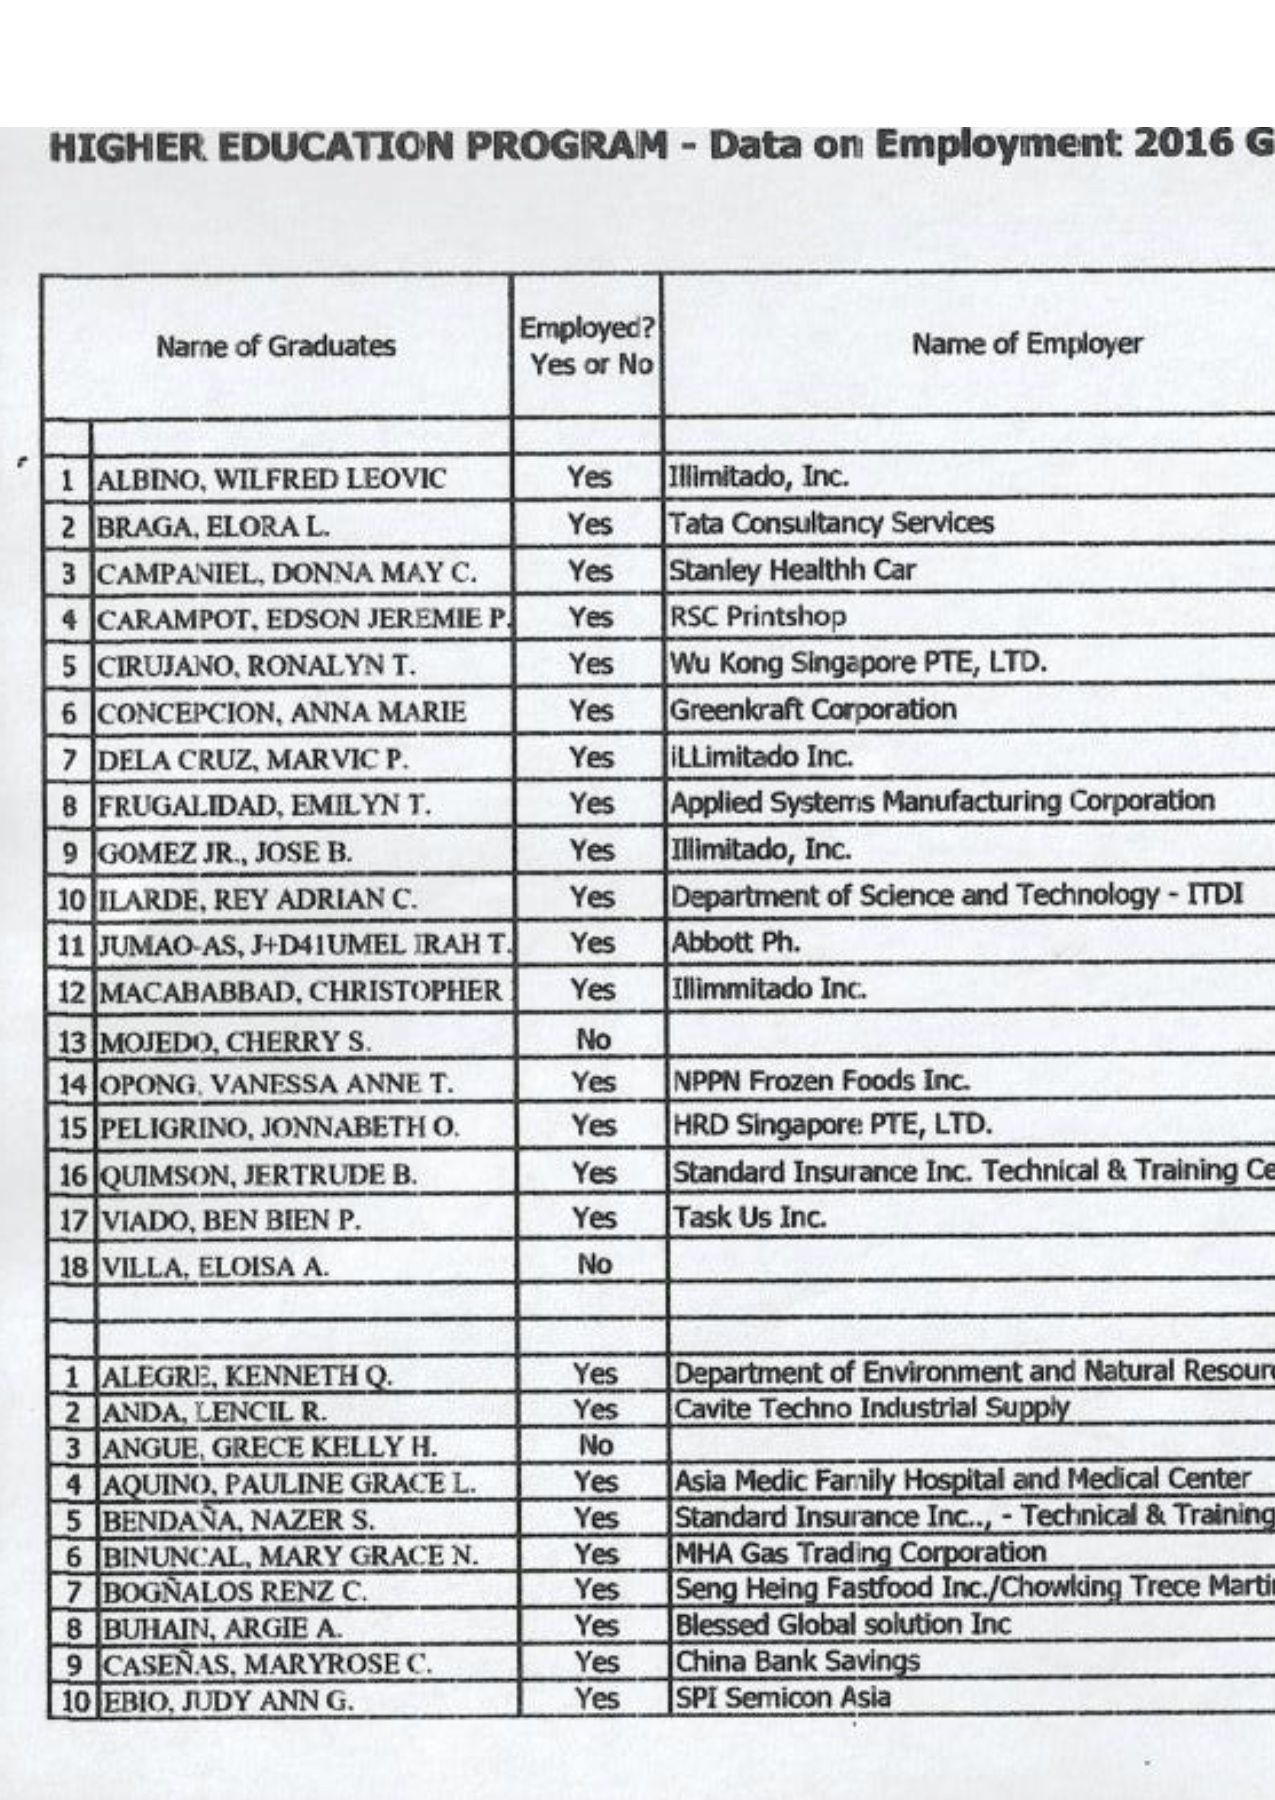 HIGHER EDUCATION PROGRAM - Data on Employment 2016 G
Name of Graduates Employed? Yes or No Name of Employer
1 ALBINO, WILFRED LEOVIC Yes Illimitado, Inc.
2 BRAGA, ELORA L. Yes Tata Consultancy Services
3 CAMPANIEL, DONNA MAY C. Yes Stanley Healthh Car
4 CARAMPOT, EDSON JEREMIE P. Yes RSC Printshop
5 CIRUJANO, RONALYN T. Yes Wu Kong Singapore PTE, LTD.
6 CONCEPCION, ANNA MARIE Yes Greenkraft Corporation
7 DELA CRUZ, MARVIC P. Yes iLLimitado Inc.
8 FRUGALIDAD, EMILYN T. Yes Applied Systems Manufacturing Corporation
9 GOMEZ JR., JOSE B. Yes Illimitado, Inc.
10 ILARDE, REY ADRIAN C. Yes Department of Science and Technology - ITDI
11 JUMAO-AS, J+D41UMEL IRAH T. Yes Abbott Ph.
12 MACABABBAD, CHRISTOPHER Yes Illimmitado Inc.
13 MOJEDO, CHERRY S. No
14 OPONG, VANESSA ANNE T. Yes NPPN Frozen Foods Inc.
15 PELIGRINO, JONNABETH O. Yes HRD Singapore PTE, LTD.
16 QUIMSON, JERTRUDE B. Yes Standard Insurance Inc. Technical & Training Ce
17 VIADO, BEN BIEN P. Yes Task Us Inc.
18 VILLA, ELOISA A. No
1 ALEGRE, KENNETH Q. Yes Department of Environment and Natural Resour
2 ANDA, LENCIL R. Yes Cavite Techno Industrial Supply
3 ANGUE, GRECE KELLY H. No
4 AQUINO, PAULINE GRACE L. Yes Asia Medic Family Hospital and Medical Center
5 BENDAÑA, NAZER S. Yes Standard Insurance Inc.., - Technical & Training
6 BINUNCAL, MARY GRACE N. Yes MHA Gas Trading Corporation
7 BOGÑALOS RENZ C. Yes Seng Heing Fastfood Inc./Chowking Trece Marti
8 BUHAIN, ARGIE A. Yes Blessed Global solution Inc
9 CASEÑAS, MARYROSE C. Yes China Bank Savings
10 EBIO, JUDY ANN G. Yes SPI Semicon Asia